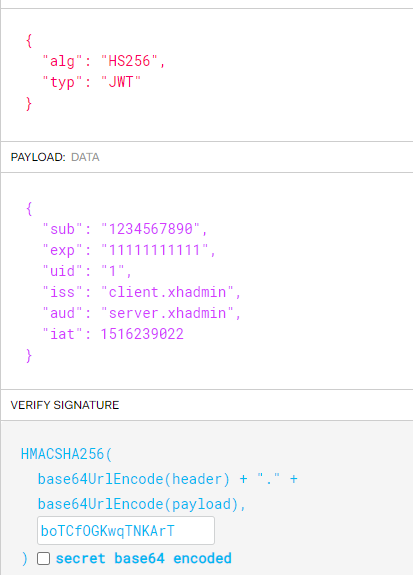 {
"alg": "HS256",
"typ": "JWT"
}
PAYLOAD: DATA
{
"sub": "1234567890",
"exp": "11111111111",
"uid": "1",
"iss": "client.xhadmin",
"aud": "server.xhadmin",
"iat": 1516239022
}
VERIFY SIGNATURE
HMACSHA256(
base64UrlEncode(header) + "." +
base64UrlEncode(payload),
boTCfOGKwqTNKArT
) secret base64 encoded